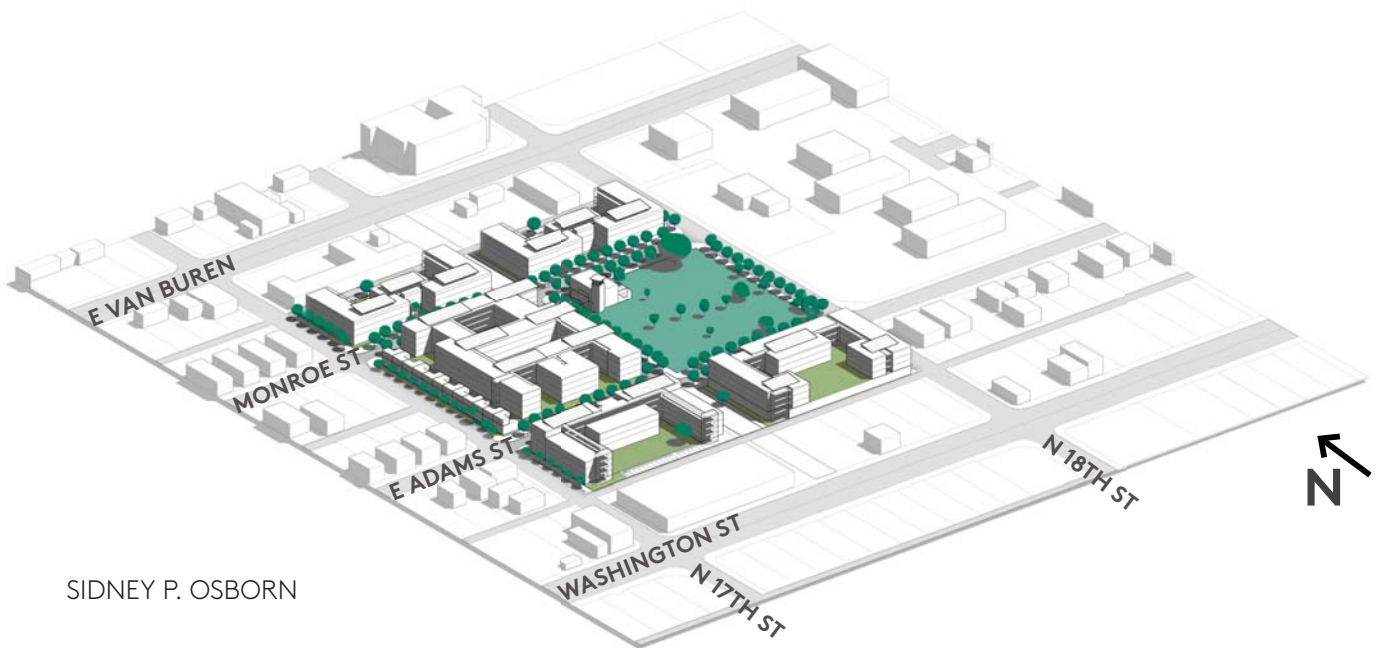 E VAN BUREN
MONROE ST
E ADAMS ST
WASHINGTON ST
N 17TH ST
N 18TH ST
N
SIDNEY P. OSBORN